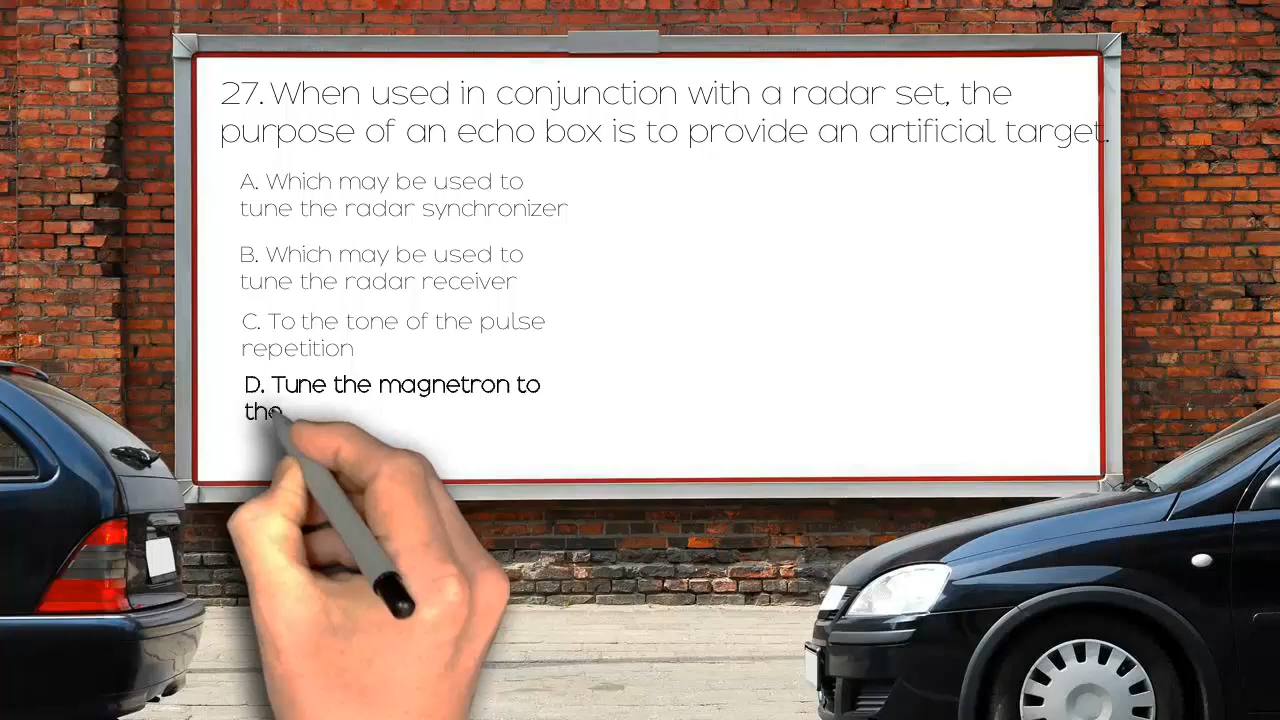 27. When used in conjunction with a radar set, the
purpose of an echo box is to provide an artificial target.
A. Which may be used to
tune the radar synchronizer
B. Which may be used to
tune the radar receiver
C. To the tone of the pulse
repetition
D. Tune the magnetron to
the